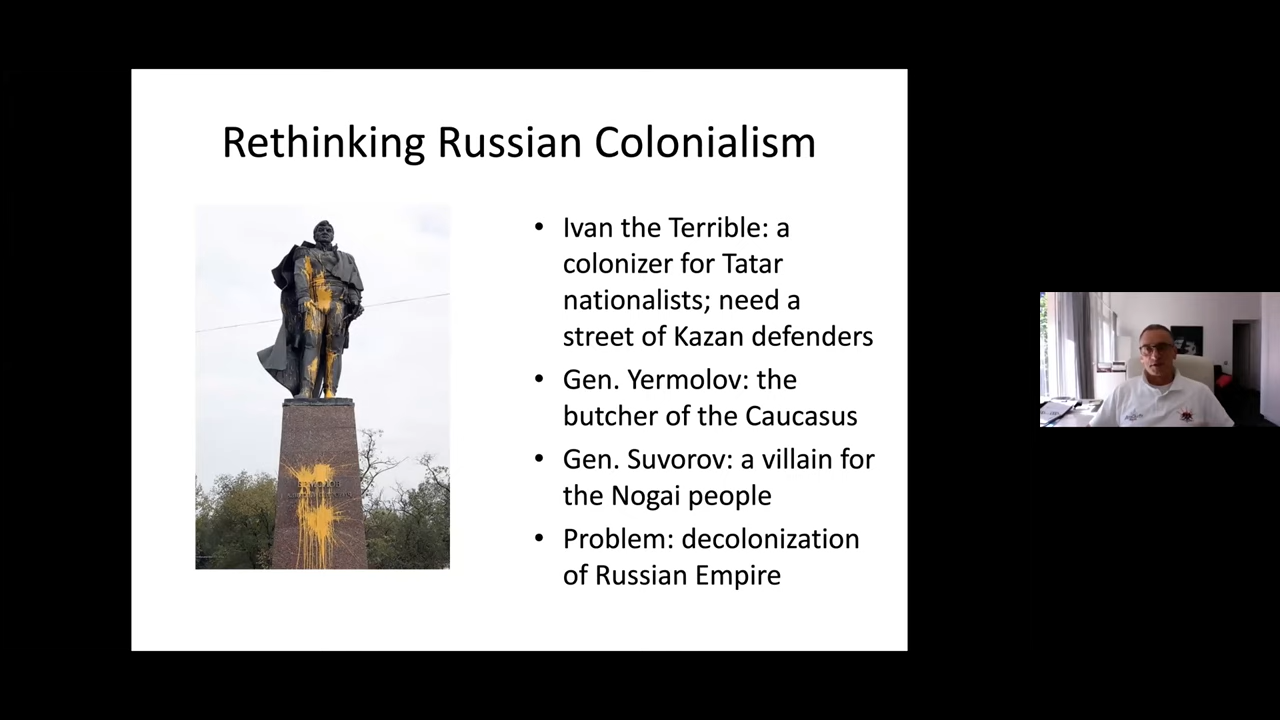 Rethinking Russian Colonialism
• Ivan the Terrible: a
colonizer for Tatar
nationalists; need a
street of Kazan defenders
• Gen. Yermolov: the
butcher of the Caucasus
• Gen. Suvorov: a villain for
the Nogai people
• Problem: decolonization
of Russian Empire